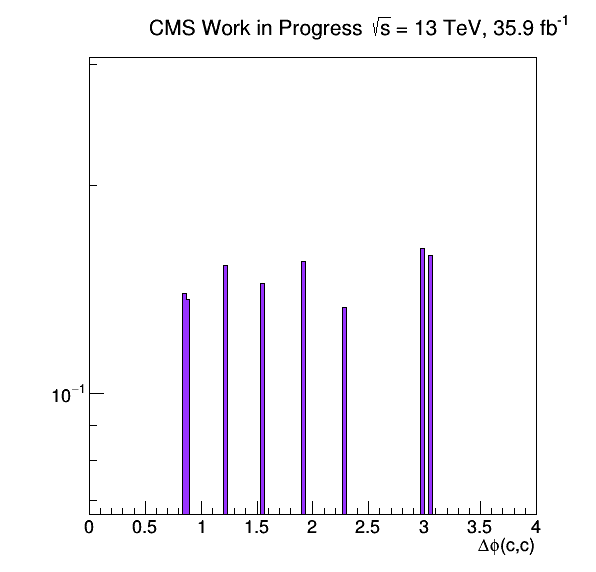 CMS Work in Progress √s = 13 TeV, 35.9 fb⁻¹
10⁻¹
0 0.5 1 1.5 2 2.5 3 3.5 4
Δϕ(c,c)